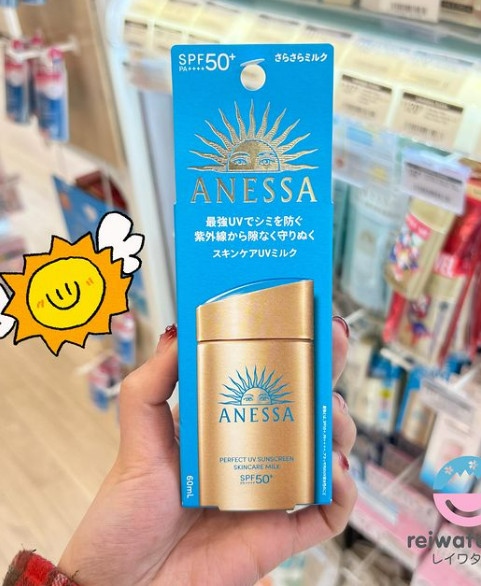 SPF50+
PA++++
さらさらミルク
ANESSA
最強UVでシミを防ぐ
紫外線から隙なく守りぬく
スキンケアUVミルク
ANESSA
PERFECT UV SUNSCREEN
SKINCARE MILK
SPF50+
PA++++
60mL
レイワタ